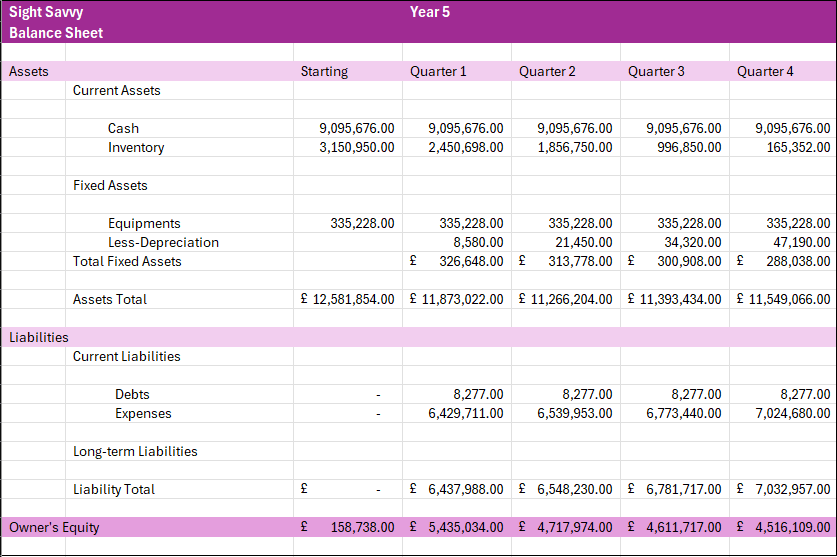 Sight Savvy Year 5
Balance Sheet
Assets Starting Quarter 1 Quarter 2 Quarter 3 Quarter 4
Current Assets
Cash 9,095,676.00 9,095,676.00 9,095,676.00 9,095,676.00 9,095,676.00
Inventory 3,150,950.00 2,450,698.00 1,856,750.00 996,850.00 165,352.00
Fixed Assets
Equipments 335,228.00 335,228.00 335,228.00 335,228.00 335,228.00
Less-Depreciation 8,580.00 21,450.00 34,320.00 47,190.00
Total Fixed Assets £ 326,648.00 £ 313,778.00 £ 300,908.00 £ 288,038.00
Assets Total £ 12,581,854.00 £ 11,873,022.00 £ 11,266,204.00 £ 11,393,434.00 £ 11,549,066.00
Liabilities
Current Liabilities
Debts - 8,277.00 8,277.00 8,277.00 8,277.00
Expenses - 6,429,711.00 6,539,953.00 6,773,440.00 7,024,680.00
Long-term Liabilities
Liability Total £ - £ 6,437,988.00 £ 6,548,230.00 £ 6,781,717.00 £ 7,032,957.00
Owner's Equity £ 158,738.00 £ 5,435,034.00 £ 4,717,974.00 £ 4,611,717.00 £ 4,516,109.00